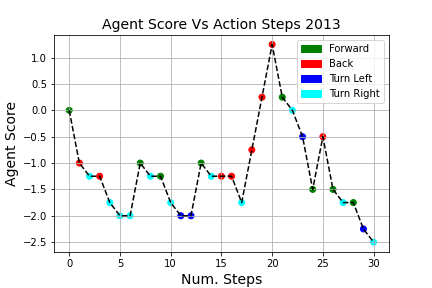 Agent Score Vs Action Steps 2013
Forward
Back
Turn Left
Turn Right
1.0
0.5
0.0
−0.5
−1.0
−1.5
−2.0
−2.5
Agent Score
0 5 10 15 20 25 30
Num. Steps